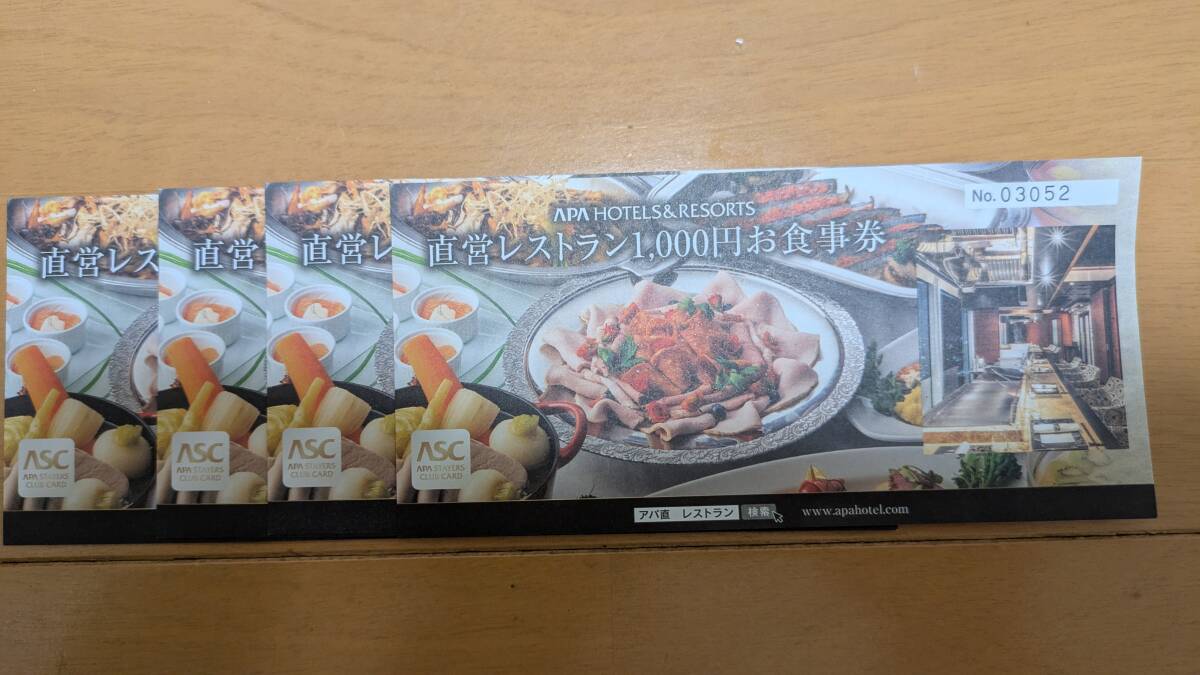 No.03052
APA HOTELS&RESORTS
直営レストラン1,000円お食事券
直営レス
直営レ
直営レ
ASC
APA STAYERS
CLUB CARD
ASC
APA STAYERS
CLUB CARD
ASC
APA STAYERS
CLUB CARD
ASC
APA STAYERS
CLUB CARD
アパ直 レストラン 検索
www.apahotel.com